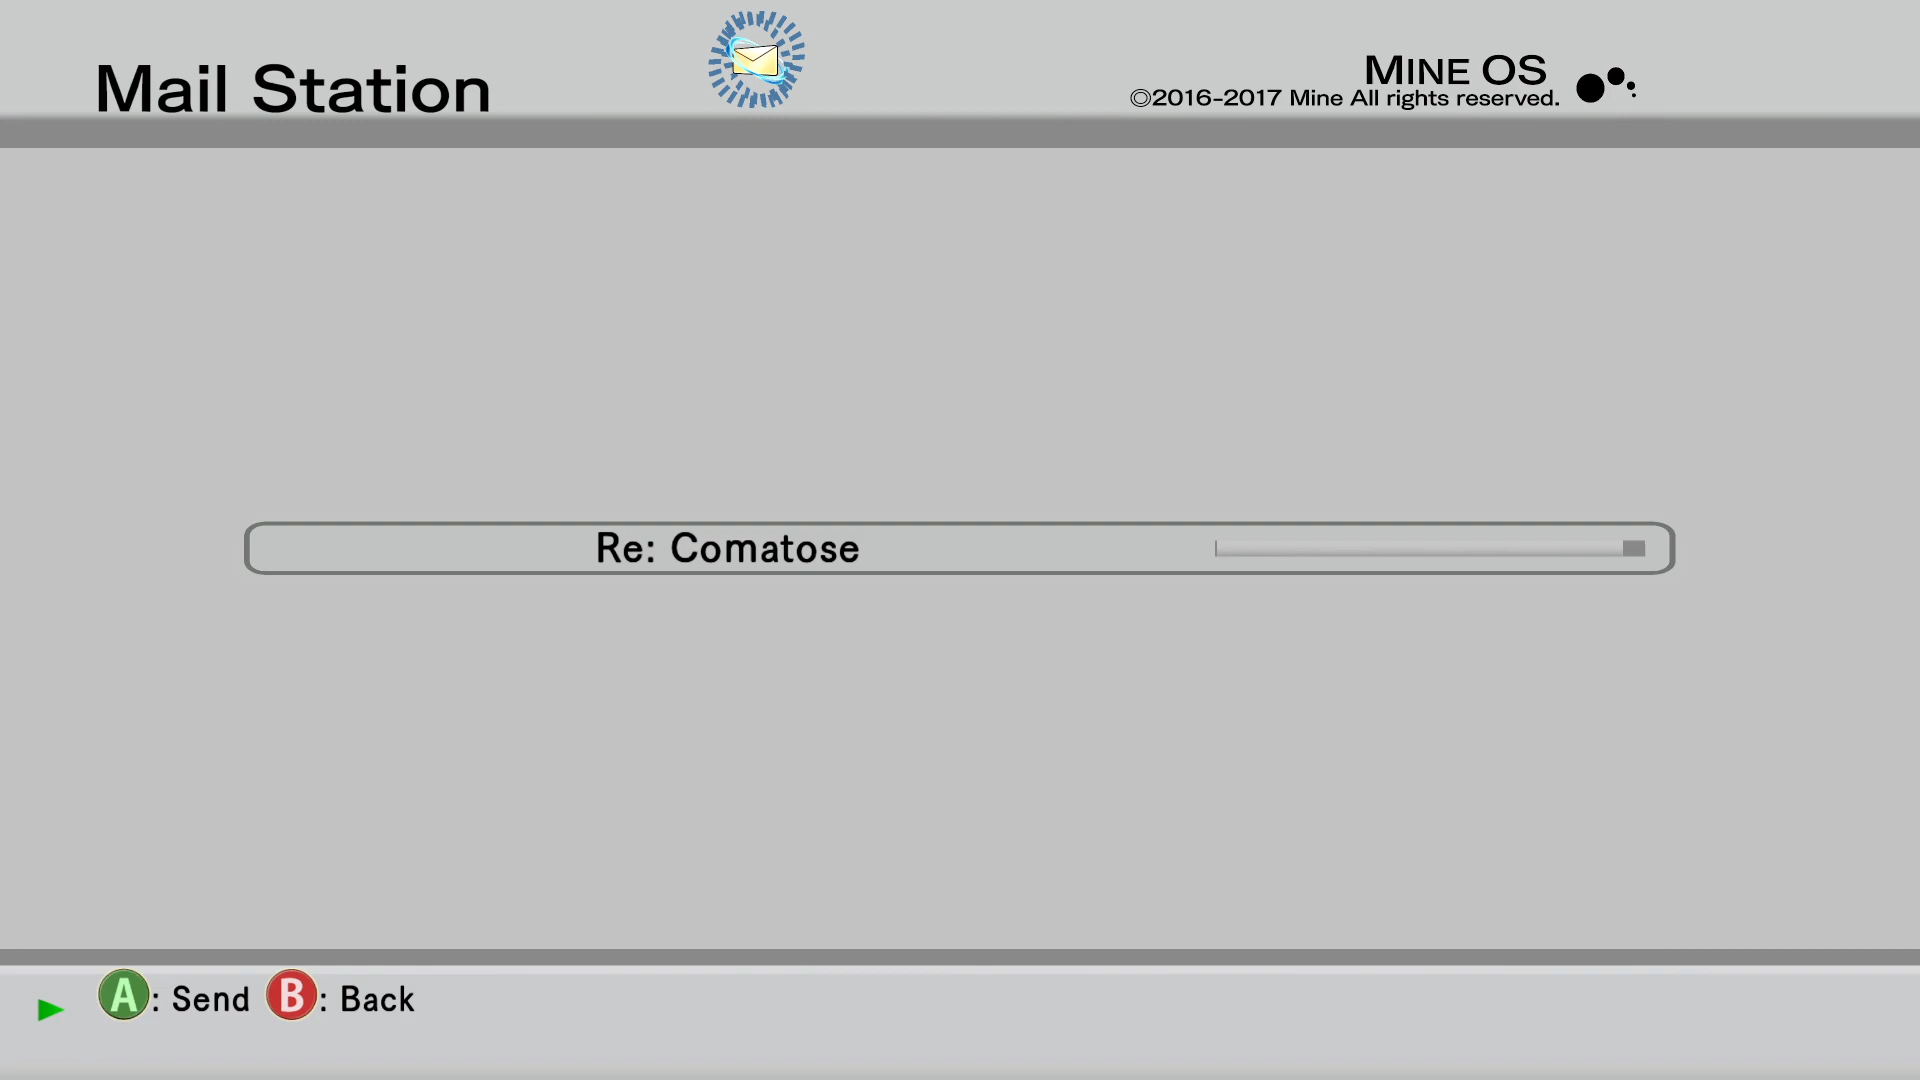 Mail Station
MINE OS
©2016-2017 Mine All rights reserved.
Re: Comatose
A: Send B: Back